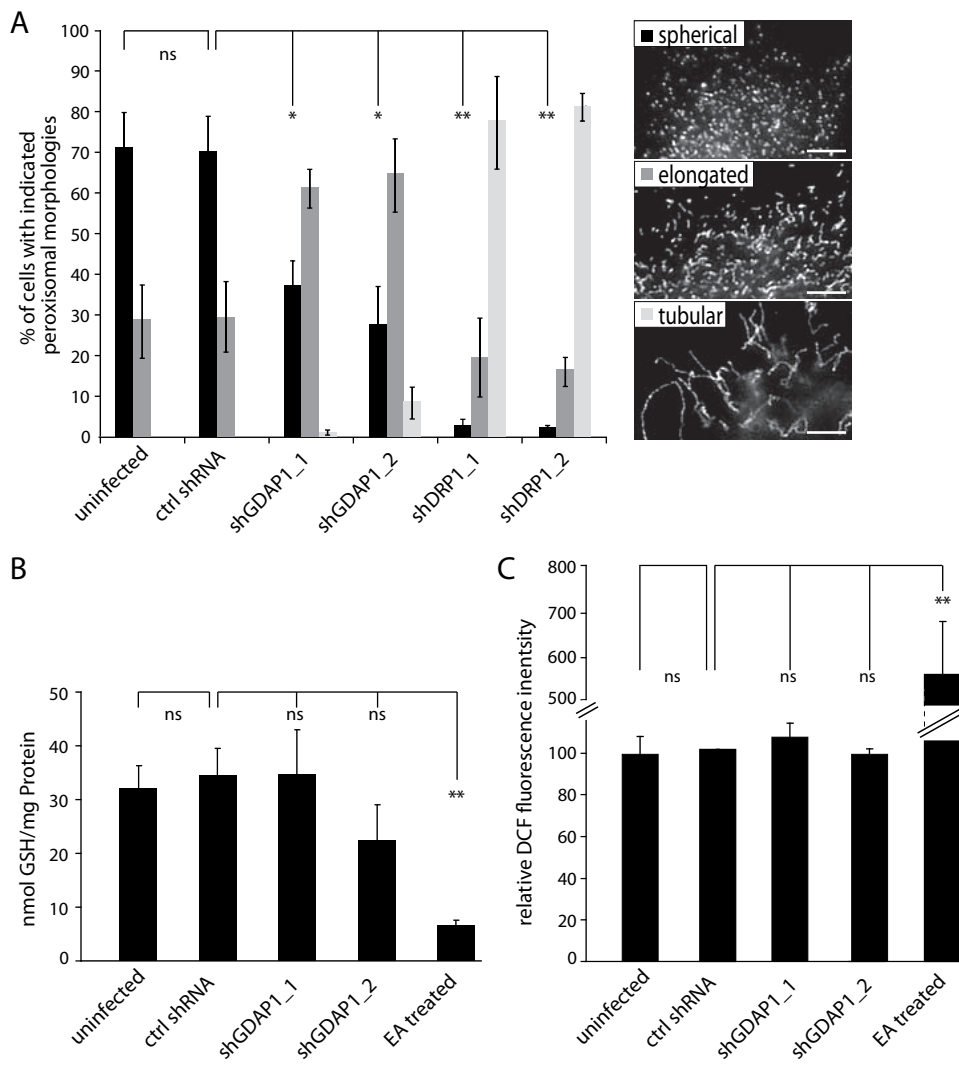 A
% of cells with indicated
peroxisomal morphologies
100
90
80
70
60
50
40
30
20
10
0
ns
*
*
**
**
uninfected
ctrl shRNA
shGDAP1_1
shGDAP1_2
shDRP1_1
shDRP1_2
spherical
elongated
tubular
B
nmol GSH/mg Protein
50
40
30
20
10
0
ns
ns
ns
**
uninfected
ctrl shRNA
shGDAP1_1
shGDAP1_2
EA treated
C
relative DCF fluorescence inentsity
800
700
600
500
100
80
60
40
20
0
ns
ns
ns
**
uninfected
ctrl shRNA
shGDAP1_1
shGDAP1_2
EA treated